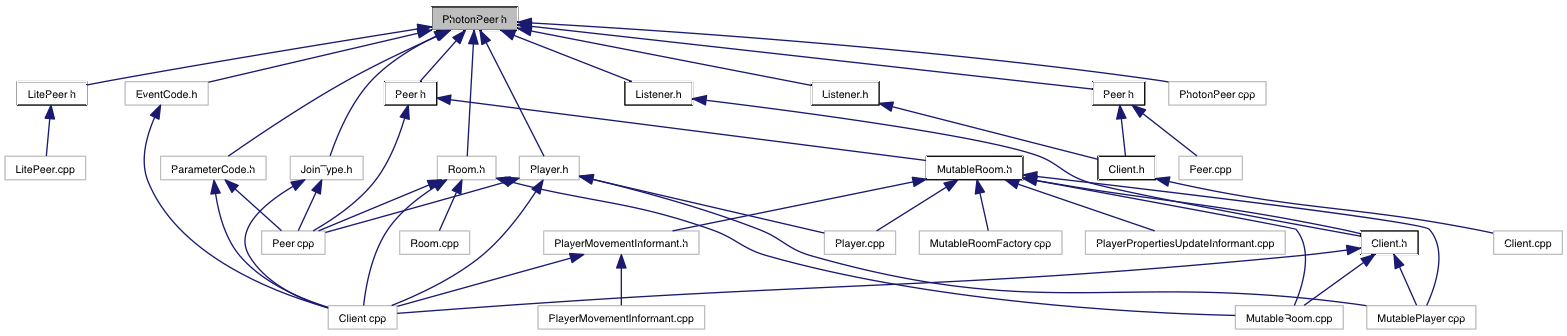 PhotonPeer.h
LitePeer.h
EventCode.h
Peer.h
Listener.h
Listener.h
Peer.h
PhotonPeer.cpp
LitePeer.cpp
ParameterCode.h
JoinType.h
Room.h
Player.h
MutableRoom.h
Client.h
Peer.cpp
Peer.cpp
Room.cpp
PlayerMovementInformant.h
Player.cpp
MutableRoomFactory.cpp
PlayerPropertiesUpdateInformant.cpp
Client.h
Client.cpp
Client.cpp
PlayerMovementInformant.cpp
MutableRoom.cpp
MutablePlayer.cpp